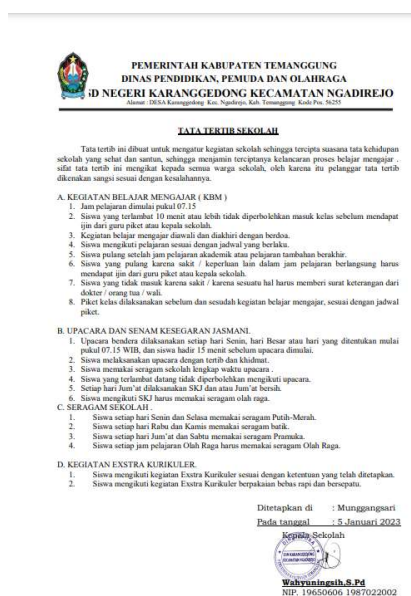 PEMERINTAH KABUPATEN TEMANGGUNG
DINAS PENDIDIKAN, PEMUDA DAN OLAHRAGA
SD NEGERI KARANGGEDONG KECAMATAN NGADIREJO
Alamat : DESA Karanggedong Kec. Ngadirejo, Kab. Temanggung Kode Pos. 56255
TATA TERTIB SEKOLAH
Tata tertib ini dibuat untuk mengatur kegiatan sekolah sehingga tercipta suasana tata kehidupan
sekolah yang sehat dan santun, sehingga menjamin terciptanya kelancaran proses belajar mengajar .
sifat tata tertib ini mengikat kepada semua warga sekolah, oleh karena itu pelanggar tata tertib
dikenakan sangsi sesuai dengan kesalahannya.
A. KEGIATAN BELAJAR MENGAJAR ( KBM )
1. Jam pelajaran dimulai pukul 07.15
2. Siswa yang terlambat 10 menit atau lebih tidak diperbolehkan masuk kelas sebelum mendapat
ijin dari guru piket atau kepala sekolah.
3. Kegiatan belajar mengajar diawali dan diakhiri dengan berdoa.
4. Siswa mengikuti pelajaran sesuai dengan jadwal yang berlaku.
5. Siswa pulang setelah jam pelajaran akademik atau pelajaran tambahan berakhir.
6. Siswa yang pulang karena sakit / keperluan lain dalam jam pelajaran berlangsung harus
mendapat ijin dari guru piket atau kepala sekolah.
7. Siswa yang tidak masuk karena sakit / karena sesuatu hal harus memberi surat keterangan dari
dokter / orang tua / wali.
8. Piket kelas dilaksanakan sebelum dan sesudah kegiatan belajar mengajar, sesuai dengan jadwal
piket.
B. UPACARA DAN SENAM KESEGARAN JASMANI.
1. Upacara bendera dilaksanakan setiap hari Senin, hari Besar atau hari yang ditentukan mulai
pukul 07.15 WIB, dan siswa hadir 15 menit sebelum upacara dimulai.
2. Siswa melaksanakan upacara dengan tertib dan khidmat.
3. Siswa memakai seragam sekolah lengkap waktu upacara .
4. Siswa yang terlambat datang tidak diperbolehkan mengikuti upacara.
5. Setiap hari Jum'at dilaksanakan SKJ dan atau Jum'at bersih.
6. Siswa mengikuti SKJ harus memakai seragam olah raga.
C. SERAGAM SEKOLAH .
1. Siswa setiap hari Senin dan Selasa memakai seragam Putih-Merah.
2. Siswa setiap hari Rabu dan Kamis memakai seragam batik.
3. Siswa setiap hari Jum'at dan Sabtu memakai seragam Pramuka.
4. Siswa setiap jam pelajaran Olah Raga harus memakai seragam Olah Raga.
D. KEGIATAN EXSTRA KURIKULER.
1. Siswa mengikuti kegiatan Exstra Kurikuler sesuai dengan ketentuan yang telah ditetapkan.
2. Siswa mengikuti kegiatan Exstra Kurikuler berpakaian bebas rapi dan bersepatu.
Ditetapkan di : Munggangsari
Pada tanggal : 5 Januari 2023
Kepala Sekolah
Wahyuningsih,S.Pd
NIP. 19650606 1987022002